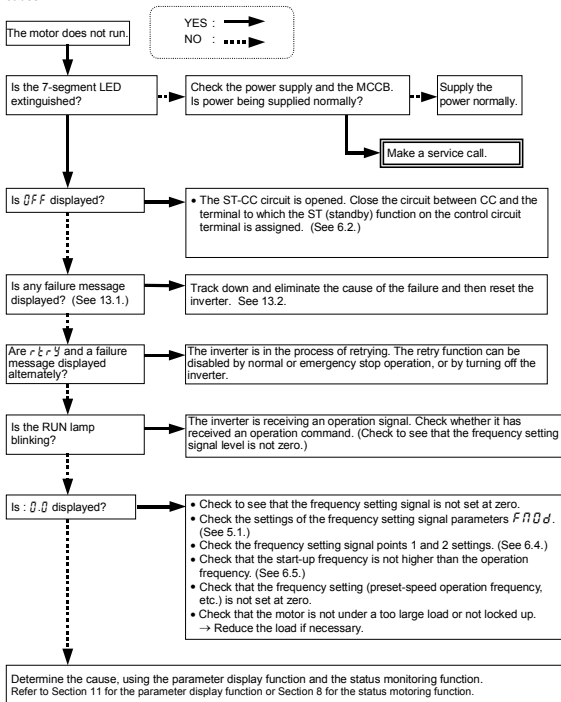 YES :
NO :
The motor does not run.
Is the 7-segment LED
extinguished?
Check the power supply and the MCCB.
Is power being supplied normally?
Supply the
power normally.
Make a service call.
Is OFF displayed?
• The ST-CC circuit is opened. Close the circuit between CC and the
terminal to which the ST (standby) function on the control circuit
terminal is assigned. (See 6.2.)
Is any failure message
displayed? (See 13.1.)
Track down and eliminate the cause of the failure and then reset the
inverter. See 13.2.
Are rtry and a failure
message displayed
alternately?
The inverter is in the process of retrying. The retry function can be
disabled by normal or emergency stop operation, or by turning off the
inverter.
Is the RUN lamp
blinking?
The inverter is receiving an operation signal. Check whether it has
received an operation command. (Check to see that the frequency setting
signal level is not zero.)
Is : 0.0 displayed?
• Check to see that the frequency setting signal is not set at zero.
• Check the settings of the frequency setting signal parameters FMOd.
(See 5.1.)
• Check the frequency setting signal points 1 and 2 settings. (See 6.4.)
• Check that the start-up frequency is not higher than the operation
frequency. (See 6.5.)
• Check that the frequency setting (preset-speed operation frequency,
etc.) is not set at zero.
• Check that the motor is not under a too large load or not locked up.
→ Reduce the load if necessary.
Determine the cause, using the parameter display function and the status monitoring function.
Refer to Section 11 for the parameter display function or Section 8 for the status motoring function.